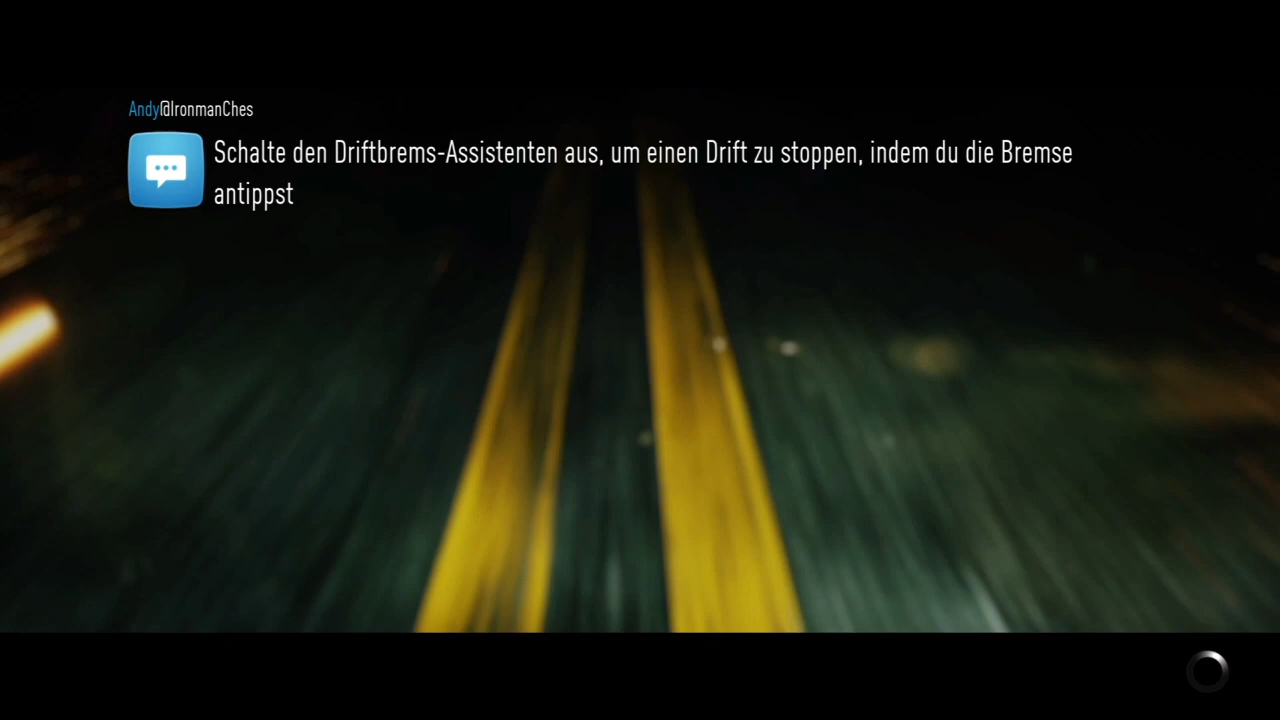 Andy@IronmanChes
Schalte den Driftbrems-Assistenten aus, um einen Drift zu stoppen, indem du die Bremse
antippst